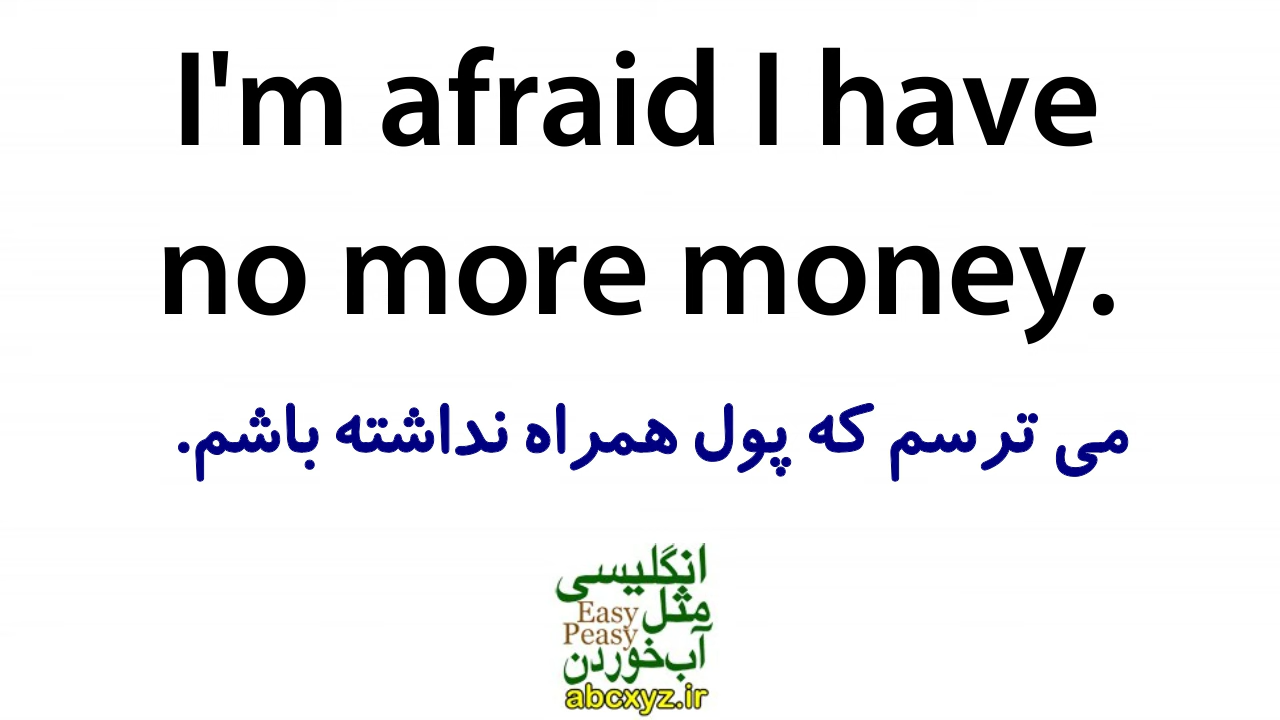 I'm afraid I have
no more money.
می ترسم که پول همراه نداشته باشم.
انگلیسی
مثل
Easy
Peasy
آب‌خوردن
abcxyz.ir